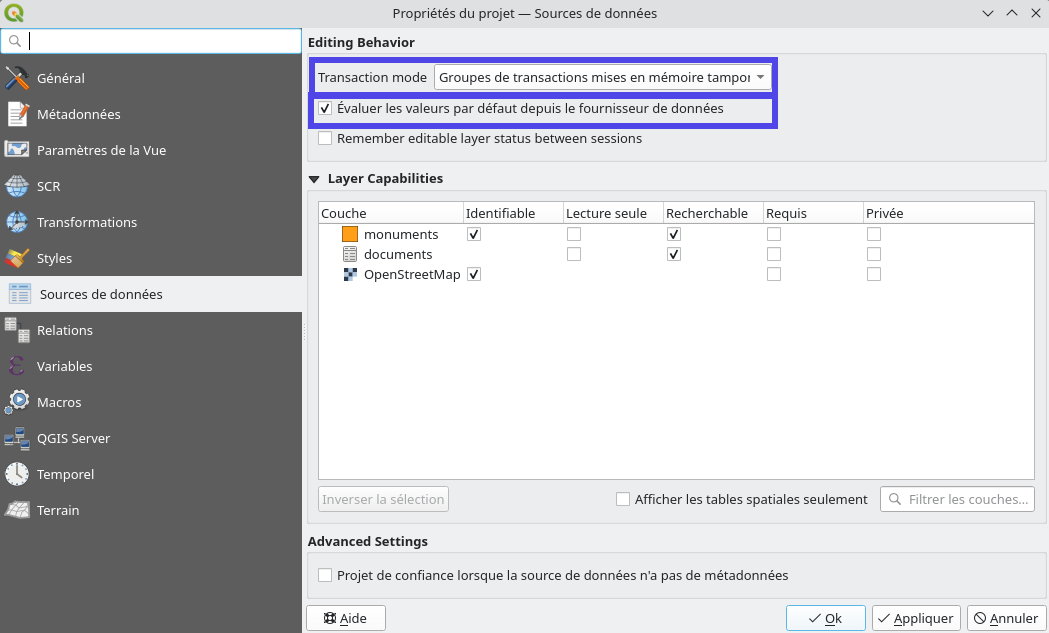 Propriétés du projet — Sources de données
Général
Métadonnées
Paramètres de la Vue
SCR
Transformations
Styles
Sources de données
Relations
Variables
Macros
QGIS Server
Temporel
Terrain
Editing Behavior
Transaction mode Groupes de transactions mises en mémoire tampor
Évaluer les valeurs par défaut depuis le fournisseur de données
Remember editable layer status between sessions
Layer Capabilities
Couche Identifiable Lecture seule Recherchable Requis Privée
monuments
documents
OpenStreetMap
Inverser la sélection Afficher les tables spatiales seulement Filtrer les couches...
Advanced Settings
Projet de confiance lorsque la source de données n'a pas de métadonnées
Aide Ok Appliquer Annuler